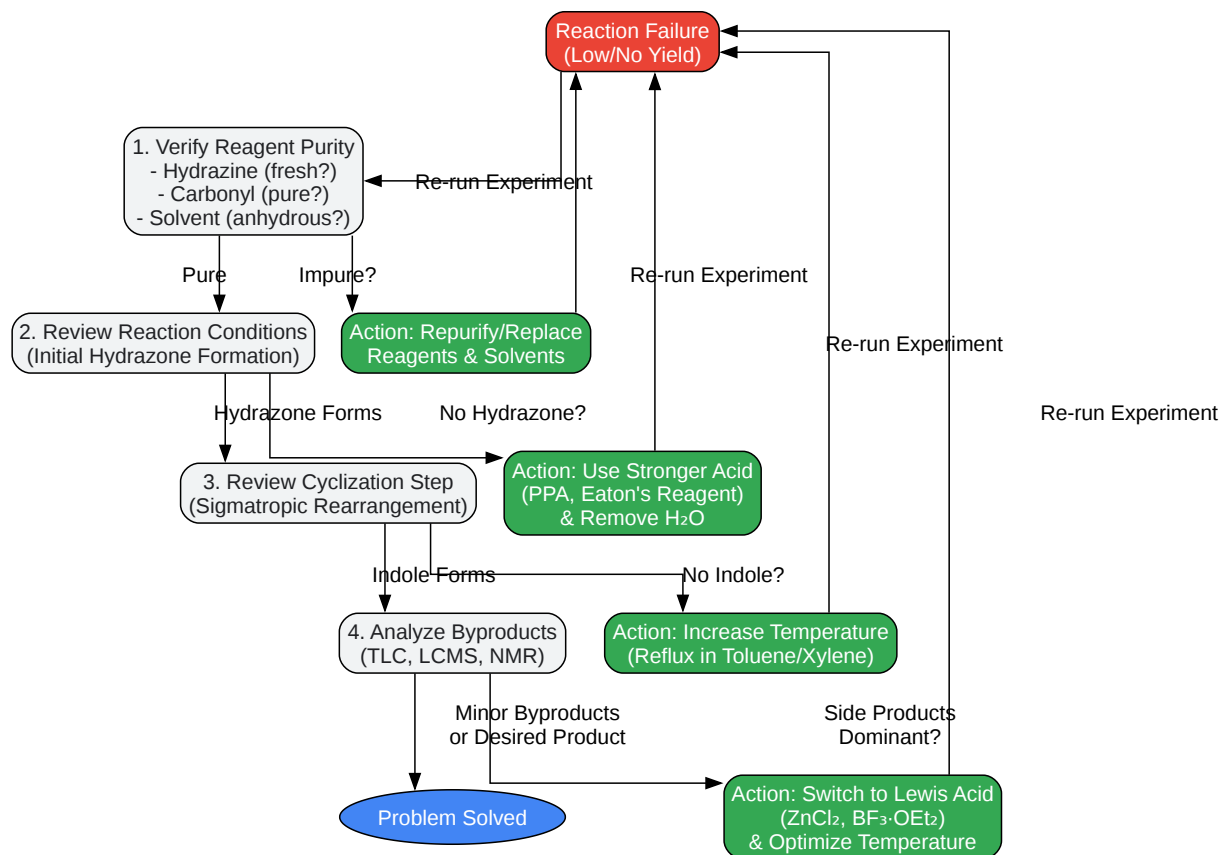 Reaction Failure
(Low/No Yield)
1. Verify Reagent Purity
- Hydrazine (fresh?)
- Carbonyl (pure?)
- Solvent (anhydrous?)
Re-run Experiment
Pure
Impure?
Re-run Experiment
2. Review Reaction Conditions
(Initial Hydrazone Formation)
Action: Repurify/Replace
Reagents & Solvents
Re-run Experiment
Hydrazone Forms
No Hydrazone?
Re-run Experiment
3. Review Cyclization Step
(Sigmatropic Rearrangement)
Action: Use Stronger Acid
(PPA, Eaton's Reagent)
& Remove H₂O
Indole Forms
No Indole?
4. Analyze Byproducts
(TLC, LCMS, NMR)
Action: Increase Temperature
(Reflux in Toluene/Xylene)
Minor Byproducts
or Desired Product
Side Products
Dominant?
Problem Solved
Action: Switch to Lewis Acid
(ZnCl₂, BF₃·OEt₂)
& Optimize Temperature